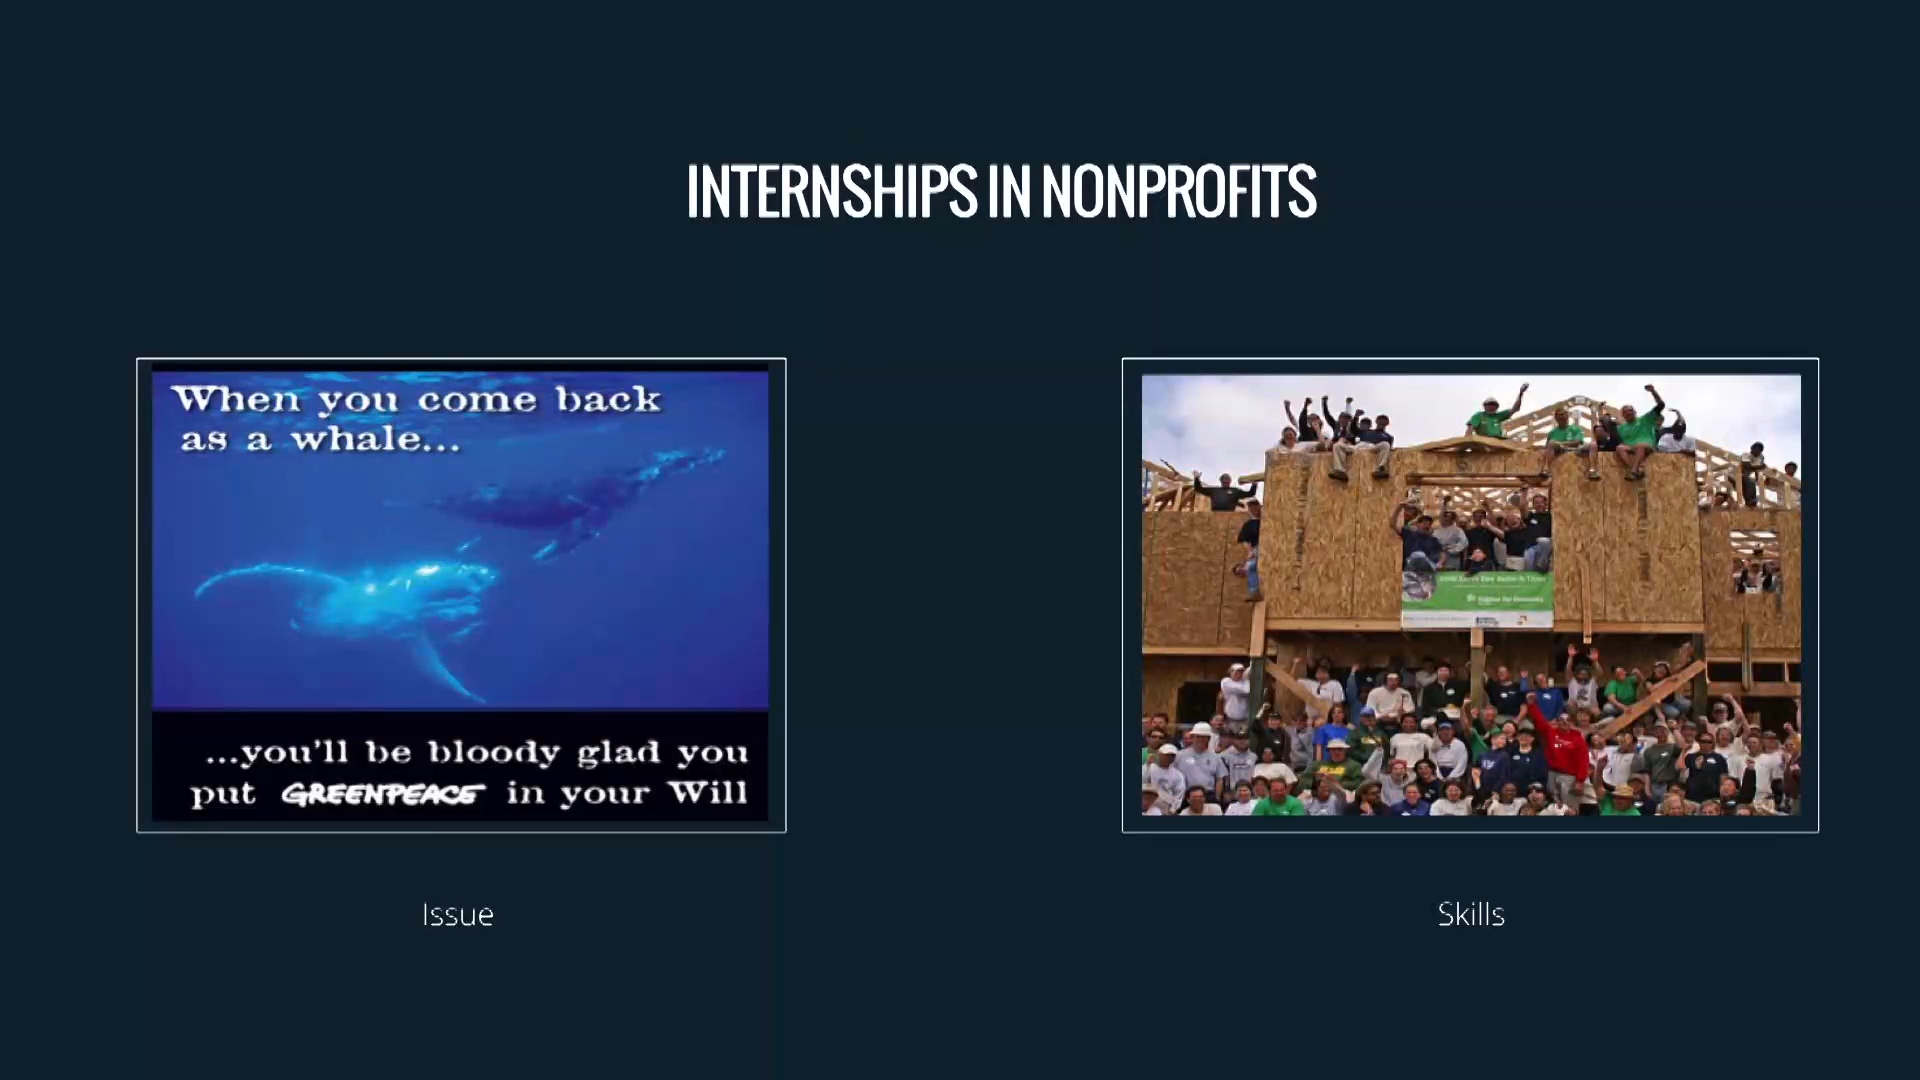 INTERNSHIPS IN NONPROFITS
When you come back
as a whale...
...you'll be bloody glad you
put GREENPEACE in your Will
Issue
Skills